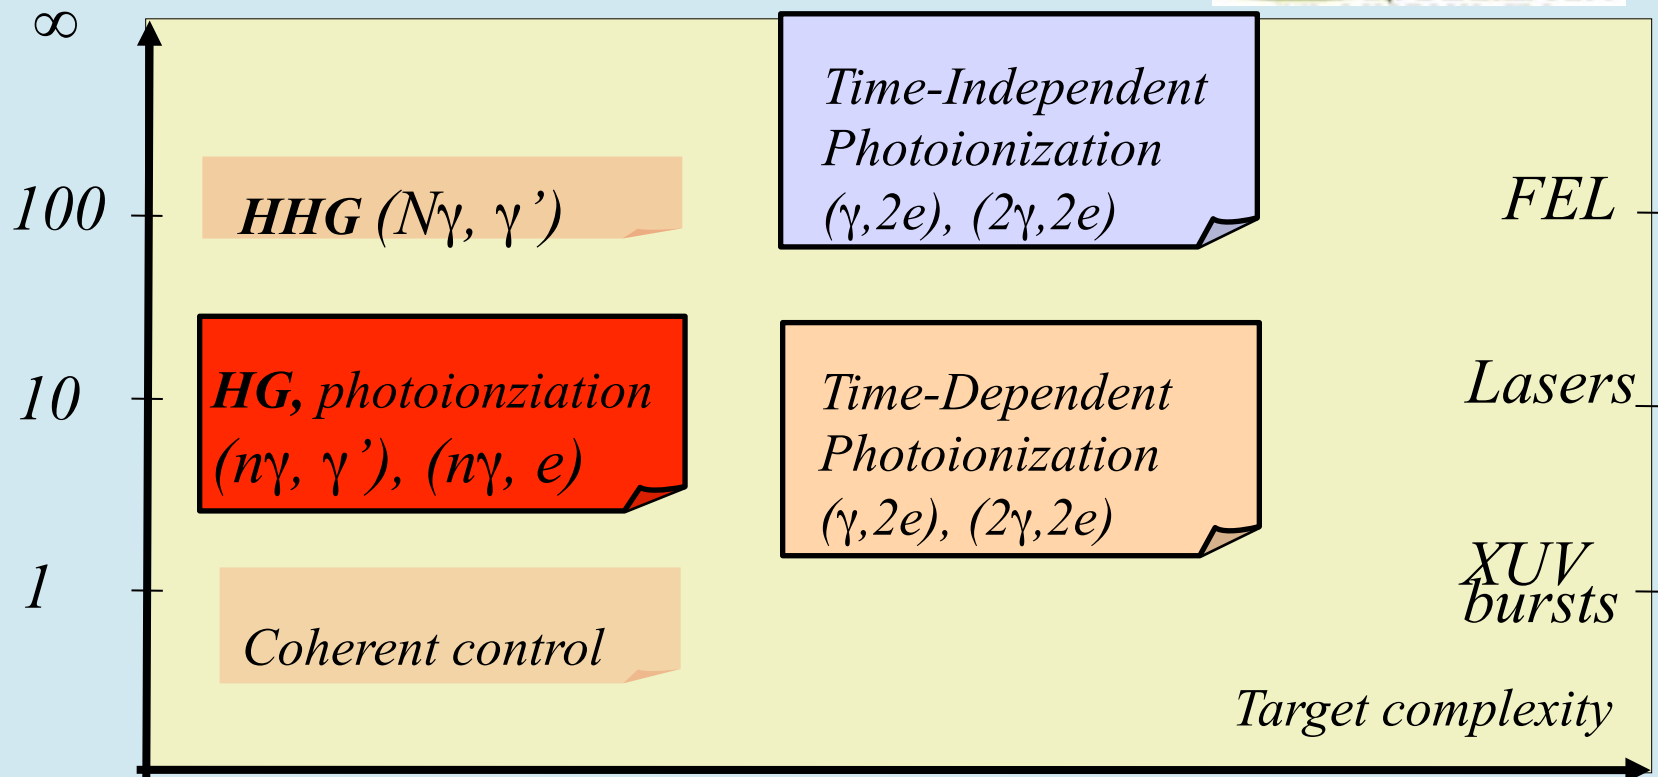 ∞
100
10
1
HHG (Nγ, γ’)
HG, photoionziation
(nγ, γ’), (nγ, e)
Coherent control
Time-Independent
Photoionization
(γ,2e), (2γ,2e)
Time-Dependent
Photoionization
(γ,2e), (2γ,2e)
FEL
Lasers
XUV
bursts
Target complexity